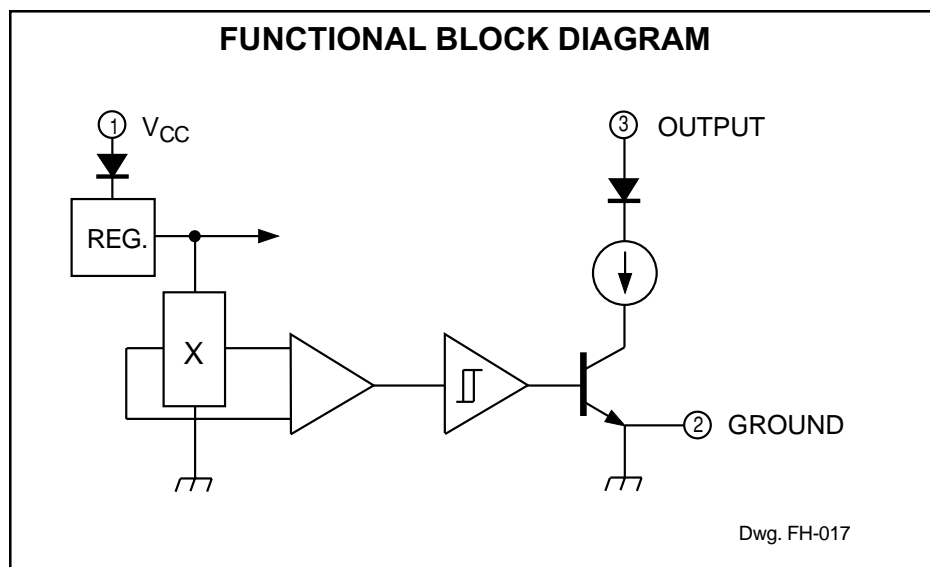 FUNCTIONAL BLOCK DIAGRAM
1 VCC
3 OUTPUT
REG.
X
2 GROUND
Dwg. FH-017